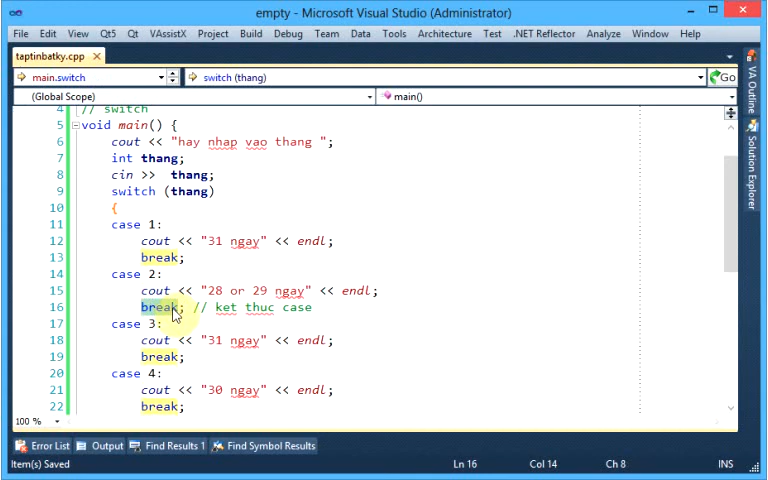 empty - Microsoft Visual Studio (Administrator)
File Edit View Qt5 Qt VAssistX Project Build Debug Team Data Tools Architecture Test .NET Reflector Analyze Window Help
taptinbatky.cpp
main.switch
switch (thang)
Go
(Global Scope)
main()
4 // switch
5 void main() {
6 cout << "hay nhap vao thang ";
7 int thang;
8 cin >> thang;
9 switch (thang)
10 {
11 case 1:
12 cout << "31 ngay" << endl;
13 break;
14 case 2:
15 cout << "28 or 29 ngay" << endl;
16 break; // ket thuc case
17 case 3:
18 cout << "31 ngay" << endl;
19 break;
20 case 4:
21 cout << "30 ngay" << endl;
22 break;
100 %
VA Outline
Solution Explorer
Error List Output Find Results 1 Find Symbol Results
Item(s) Saved Ln 16 Col 14 Ch 8 INS